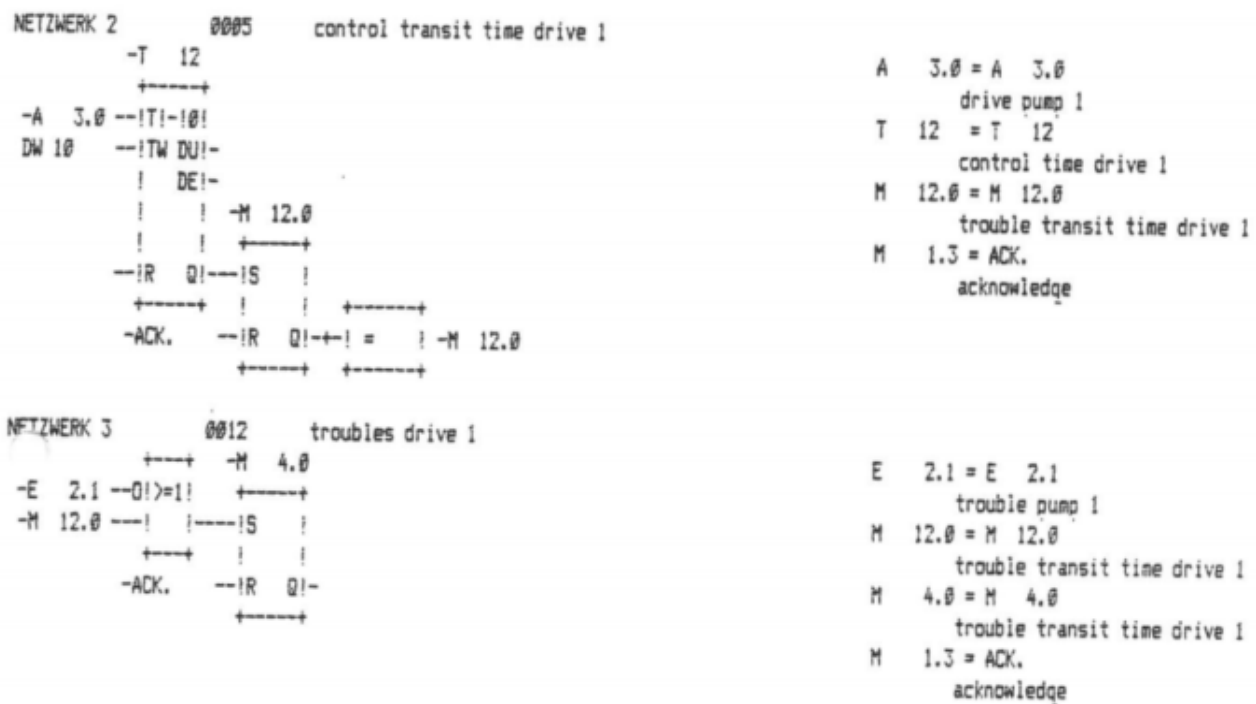 NETZWERK 2 0005 control transit time drive 1
-T 12
+-----+
-A 3.0 --!T!-!0!
DW 10 --!TW DU!-
! DE!-
! ! -M 12.0
! ! +-----+
--!R Q!---!S !
+-----+ ! ! +------+
-ACK. --!R Q!-+-! = ! -M 12.0
+-----+ +------+
A 3.0 = A 3.0
drive pump 1
T 12 = T 12
control time drive 1
M 12.0 = M 12.0
trouble transit time drive 1
M 1.3 = ACK.
acknowledge
NETZWERK 3 0012 troubles drive 1
+---+ -M 4.0
-E 2.1 --O!>=1! +-----+
-M 12.0 ---! !----!S !
+---+ ! !
-ACK. --!R Q!-
+-----+
E 2.1 = E 2.1
trouble pump 1
M 12.0 = M 12.0
trouble transit time drive 1
M 4.0 = M 4.0
trouble transit time drive 1
M 1.3 = ACK.
acknowledge